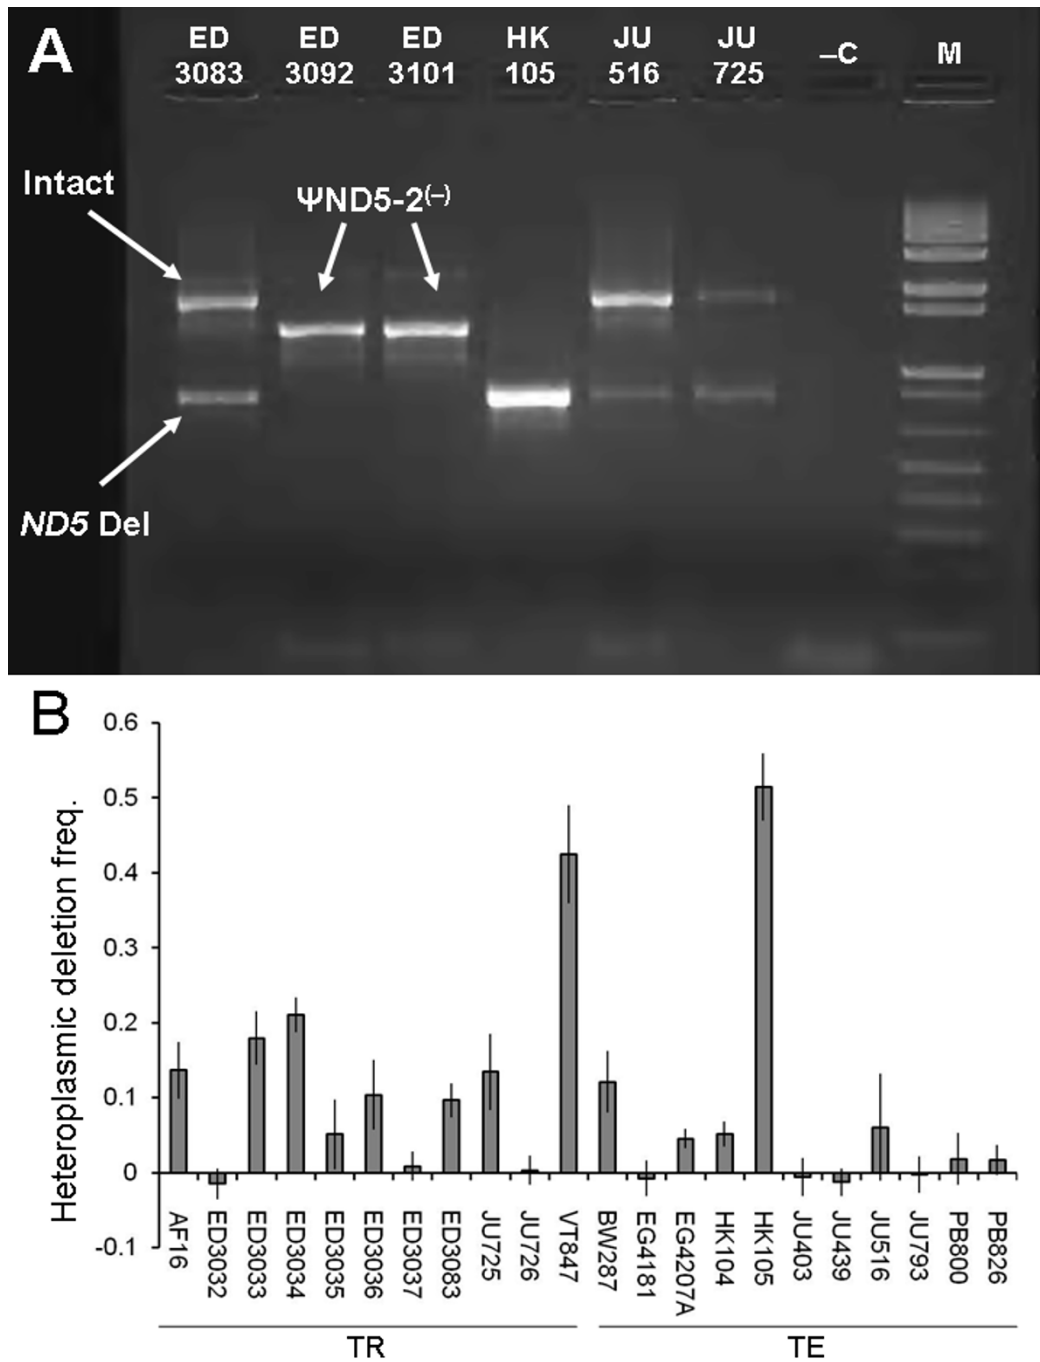 A
ED 3083
ED 3092
ED 3101
HK 105
JU 516
JU 725
–C
M
Intact
ΨND5-2(–)
ND5 Del
B
Heteroplasmic deletion freq.
0.6
0.5
0.4
0.3
0.2
0.1
0
-0.1
AF16
ED3032
ED3033
ED3034
ED3035
ED3036
ED3037
ED3083
JU725
JU726
VT847
BW287
EG4181
EG4207A
HK104
HK105
JU403
JU439
JU516
JU793
PB800
PB826
TR
TE